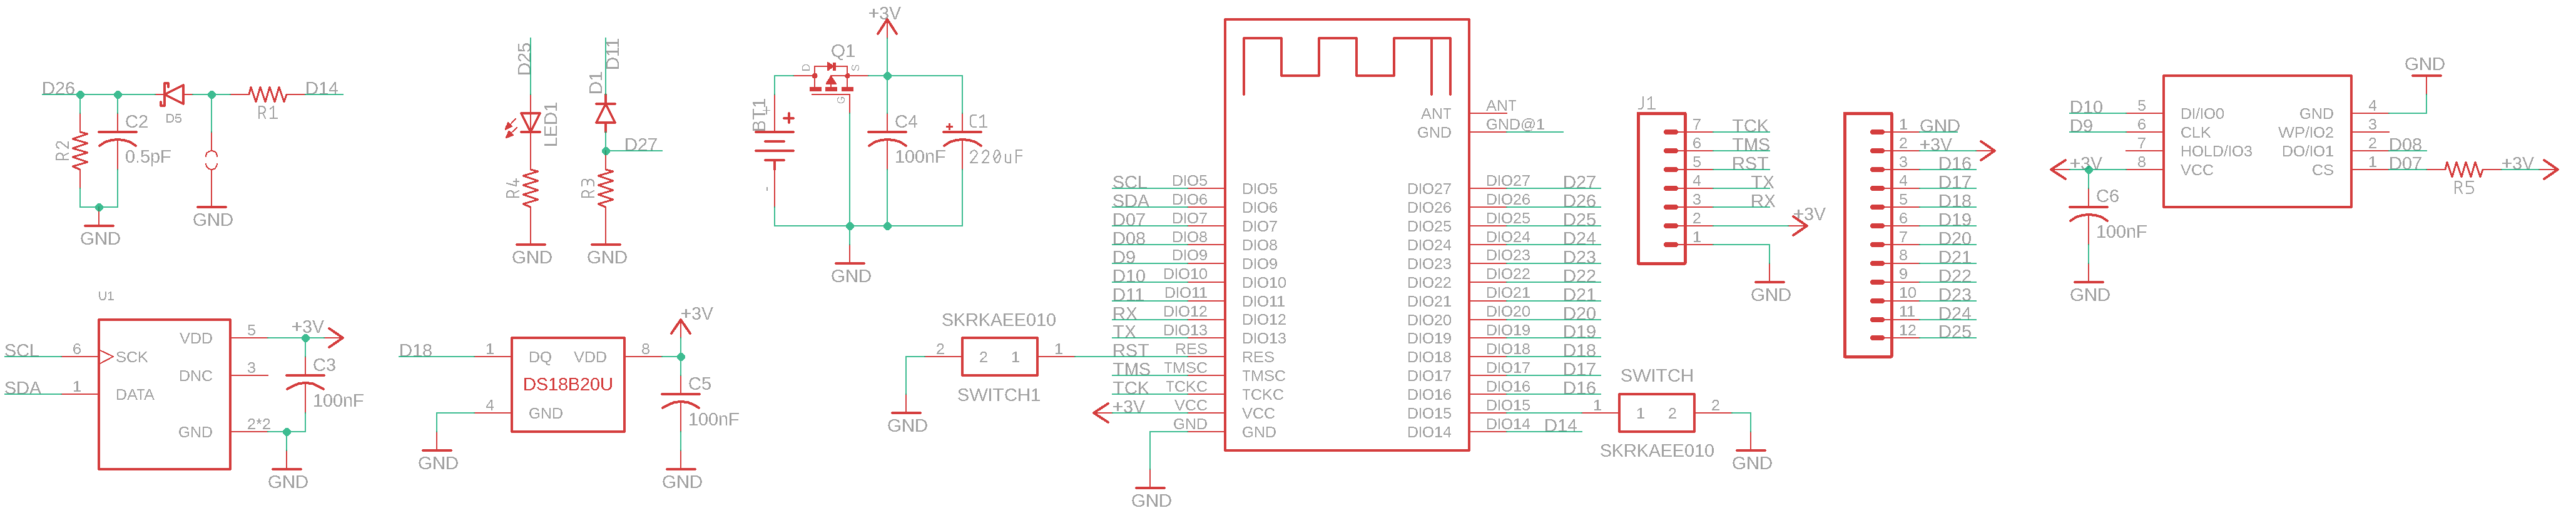 D26
D5
R1
D14
R2
C2
0.5pF
GND
GND
D25
LED1
R4
GND
D1
D11
D27
R3
GND
+3V
Q1
D
S
G
BT1
+
-
C4
100nF
C1
220uF
GND
U1
SCL 6 SCK
SDA 1 DATA
VDD 5 +3V
DNC 3
GND 2*2
C3
100nF
GND
D18 1 DQ VDD 8
DS18B20U
4 GND
GND
+3V
C5
100nF
GND
SKRKAEE010
2 2 1 1
SWITCH1
GND
ANT ANT
GND GND@1
SCL DIO5 DIO5 DIO27 DIO27 D27
SDA DIO6 DIO6 DIO26 DIO26 D26
D07 DIO7 DIO7 DIO25 DIO25 D25
D08 DIO8 DIO8 DIO24 DIO24 D24
D9 DIO9 DIO9 DIO23 DIO23 D23
D10 DIO10 DIO10 DIO22 DIO22 D22
D11 DIO11 DIO11 DIO21 DIO21 D21
RX DIO12 DIO12 DIO20 DIO20 D20
TX DIO13 DIO13 DIO19 DIO19 D19
RST RES RES DIO18 DIO18 D18
TMS TMSC TMSC DIO17 DIO17 D17
TCK TCKC TCKC DIO16 DIO16 D16
+3V VCC VCC DIO15 DIO15
GND GND DIO14 DIO14 D14
GND
SWITCH
1 1 2 2
SKRKAEE010
GND
J1
7 TCK
6 TMS
5 RST
4 TX
3 RX
2 +3V
1
GND
1 GND
2 +3V
3 D16
4 D17
5 D18
6 D19
7 D20
8 D21
9 D22
10 D23
11 D24
12 D25
GND
D10 5 DI/IO0 GND 4
D9 6 CLK WP/IO2 3
7 HOLD/IO3 DO/IO1 2 D08
+3V 8 VCC CS 1 D07 +3V
R5
C6
100nF
GND